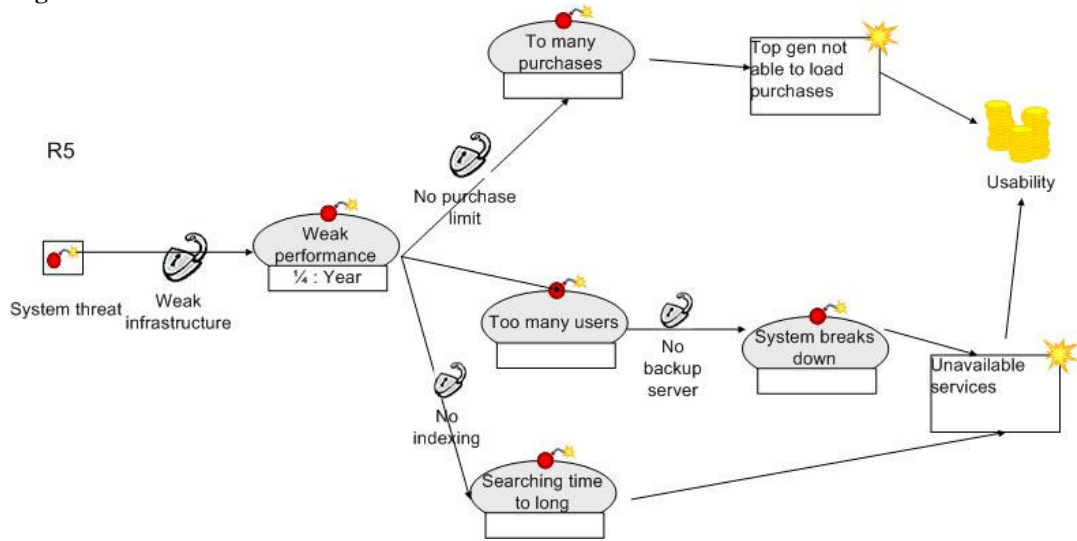 To many
purchases
Top gen not
able to load
purchases
R5
No purchase
limit
Usability
Weak
performance
¼ : Year
System threat
Weak
infrastructure
Too many users
No
backup
server
System breaks
down
Unavailable
services
No
indexing
Searching time
to long